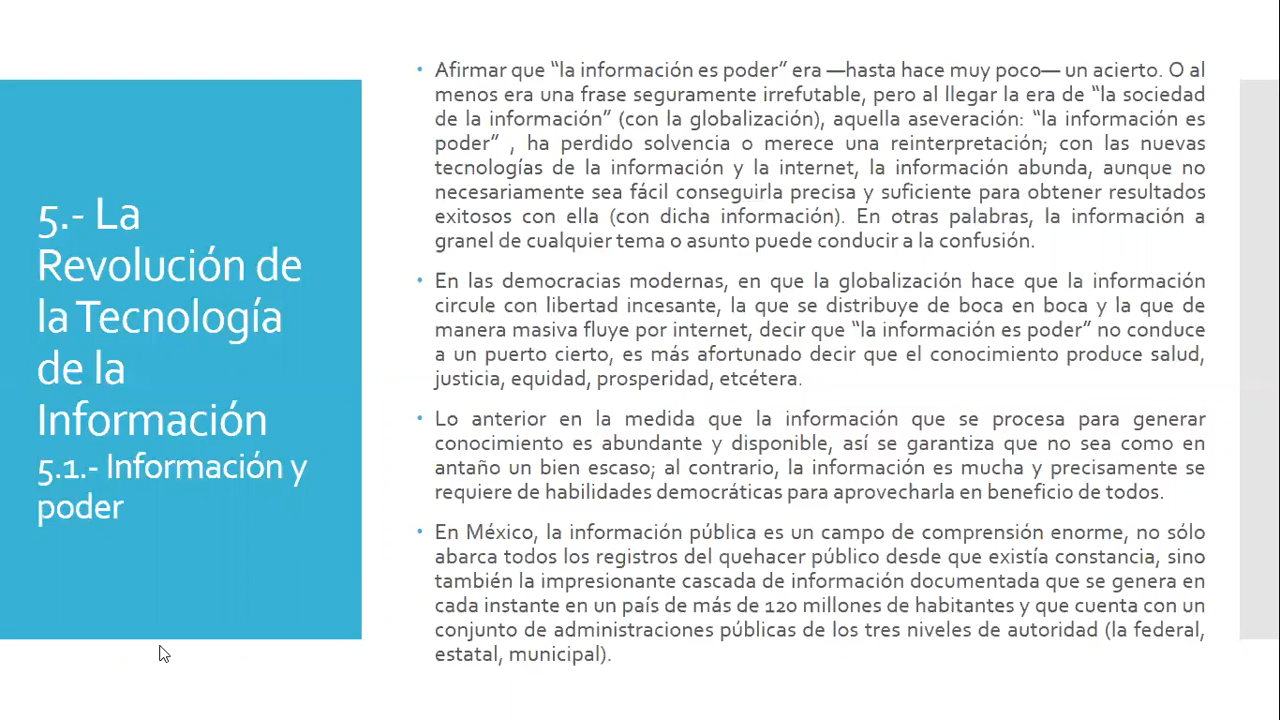 5.- La
Revolución de
la Tecnología
de la
Información
5.1.- Información y
poder
• Afirmar que “la información es poder” era —hasta hace muy poco— un acierto. O al
menos era una frase seguramente irrefutable, pero al llegar la era de “la sociedad
de la información” (con la globalización), aquella aseveración: “la información es
poder” , ha perdido solvencia o merece una reinterpretación; con las nuevas
tecnologías de la información y la internet, la información abunda, aunque no
necesariamente sea fácil conseguirla precisa y suficiente para obtener resultados
exitosos con ella (con dicha información). En otras palabras, la información a
granel de cualquier tema o asunto puede conducir a la confusión.
• En las democracias modernas, en que la globalización hace que la información
circule con libertad incesante, la que se distribuye de boca en boca y la que de
manera masiva fluye por internet, decir que “la información es poder” no conduce
a un puerto cierto, es más afortunado decir que el conocimiento produce salud,
justicia, equidad, prosperidad, etcétera.
• Lo anterior en la medida que la información que se procesa para generar
conocimiento es abundante y disponible, así se garantiza que no sea como en
antaño un bien escaso; al contrario, la información es mucha y precisamente se
requiere de habilidades democráticas para aprovecharla en beneficio de todos.
• En México, la información pública es un campo de comprensión enorme, no sólo
abarca todos los registros del quehacer público desde que existía constancia, sino
también la impresionante cascada de información documentada que se genera en
cada instante en un país de más de 120 millones de habitantes y que cuenta con un
conjunto de administraciones públicas de los tres niveles de autoridad (la federal,
estatal, municipal).